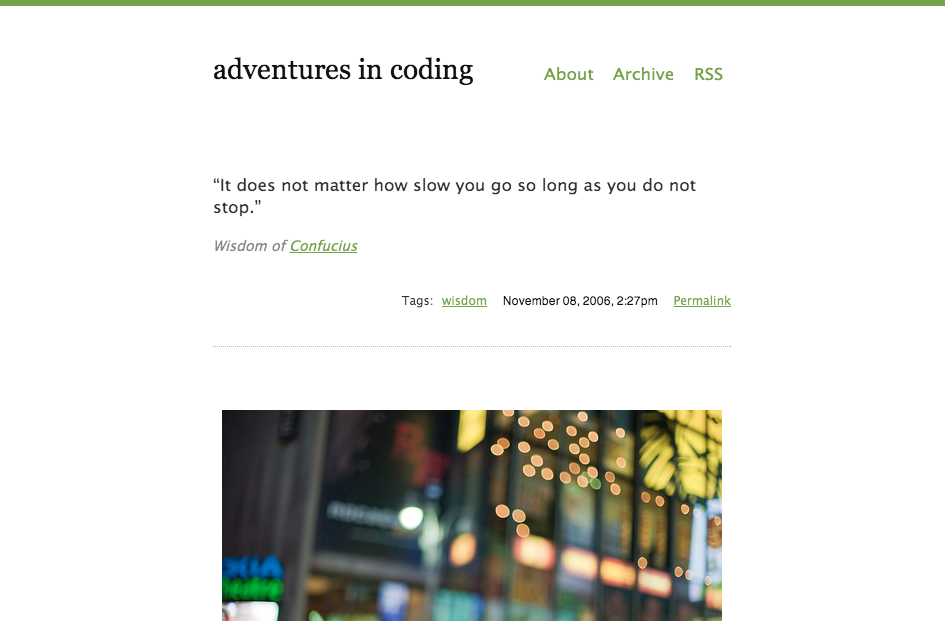 adventures in coding
About Archive RSS
“It does not matter how slow you go so long as you do not
stop.”
Wisdom of Confucius
Tags: wisdom November 08, 2006, 2:27pm Permalink